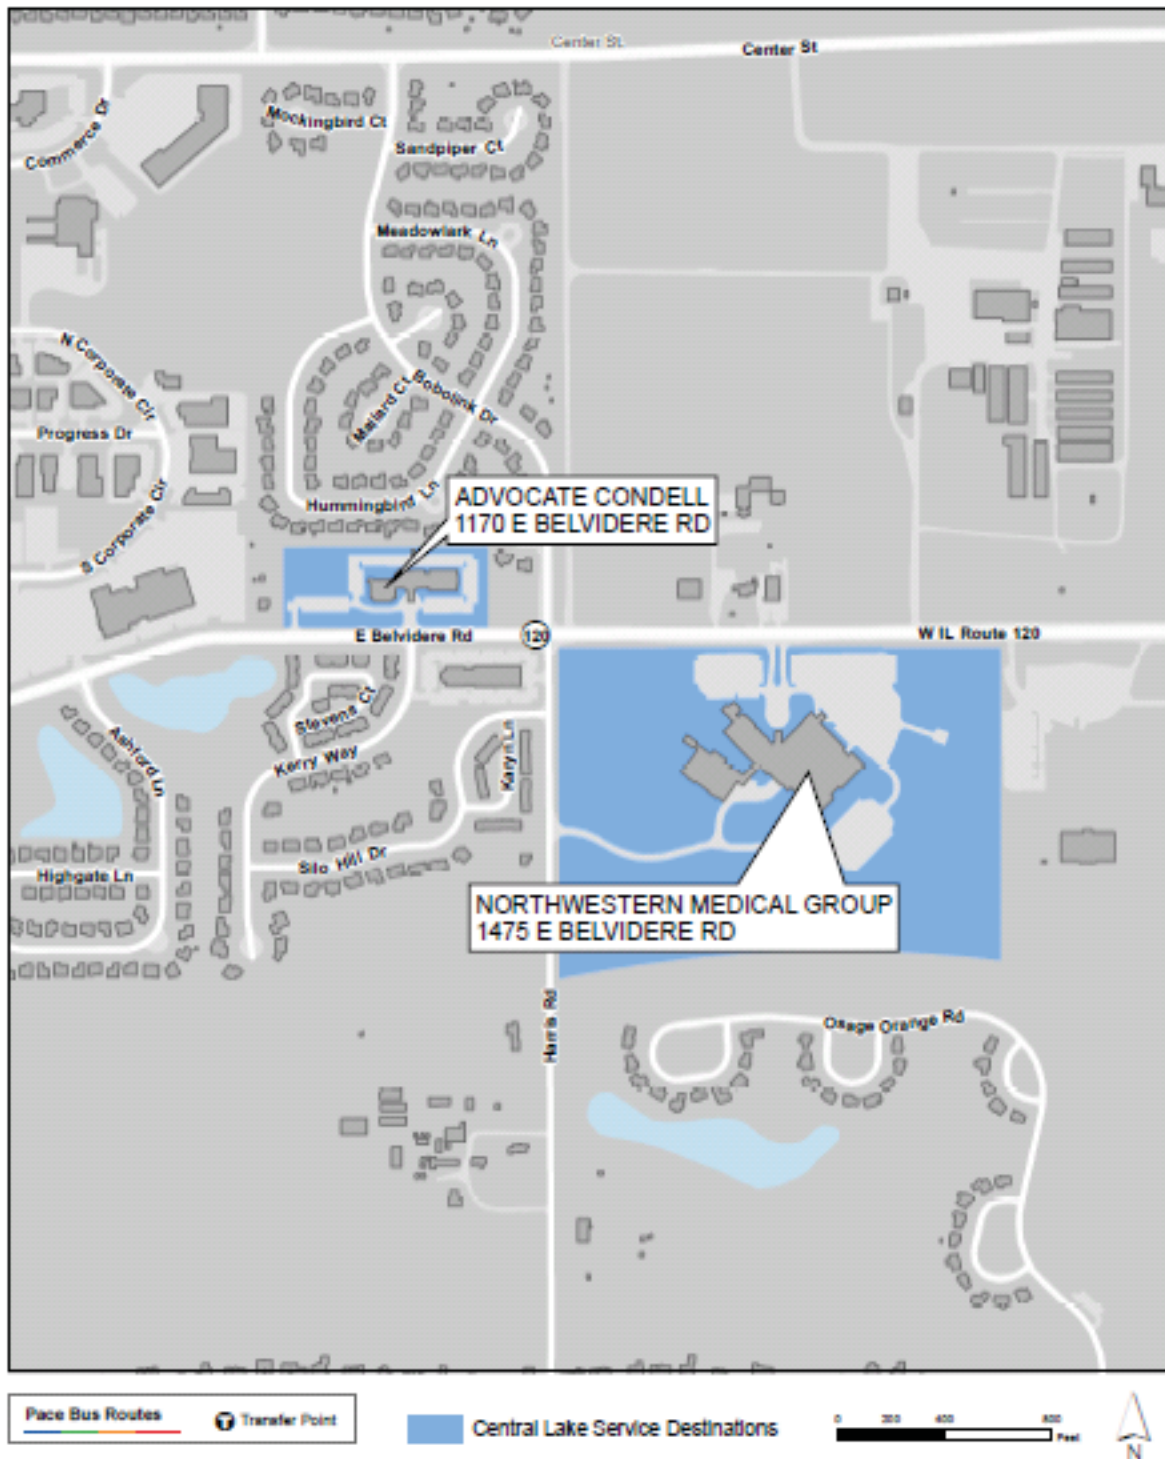 Center St
Center St
Commerce Dr
Mockingbird Ct
Sandpiper Ct
Meadowlark Ln
N Corporate Cir
Mallard Ct
Bobolink Dr
Progress Dr
S Corporate Cir
Hummingbird Ln
ADVOCATE CONDELL
1170 E BELVIDERE RD
E Belvidere Rd
120
W IL Route 120
Stevens Ct
Ashford Ln
Kerry Way
Karyn Ln
Silo Hill Dr
Highgate Ln
NORTHWESTERN MEDICAL GROUP
1475 E BELVIDERE RD
Harris Rd
Osage Orange Rd
Pace Bus Routes
T Transfer Point
Central Lake Service Destinations
0 200 400 800
Feet
N